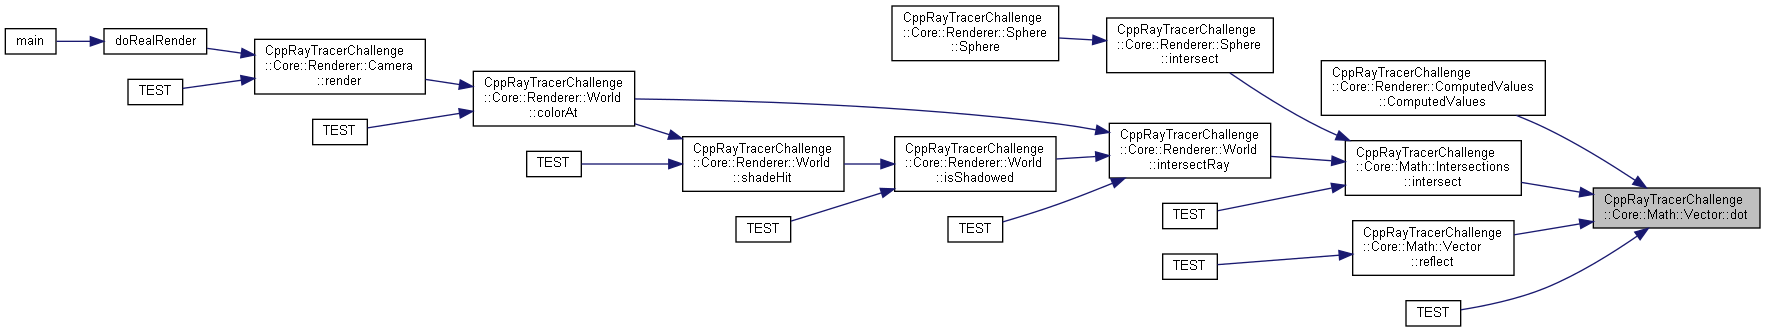 main
doRealRender
TEST
CppRayTracerChallenge
::Core::Renderer::Camera
::render
TEST
CppRayTracerChallenge
::Core::Renderer::World
::colorAt
TEST
CppRayTracerChallenge
::Core::Renderer::World
::shadeHit
TEST
CppRayTracerChallenge
::Core::Renderer::Sphere
::Sphere
CppRayTracerChallenge
::Core::Renderer::World
::isShadowed
TEST
CppRayTracerChallenge
::Core::Renderer::Sphere
::intersect
CppRayTracerChallenge
::Core::Renderer::World
::intersectRay
TEST
TEST
CppRayTracerChallenge
::Core::Renderer::ComputedValues
::ComputedValues
CppRayTracerChallenge
::Core::Math::Intersections
::intersect
CppRayTracerChallenge
::Core::Math::Vector
::reflect
TEST
TEST
CppRayTracerChallenge
::Core::Math::Vector::dot